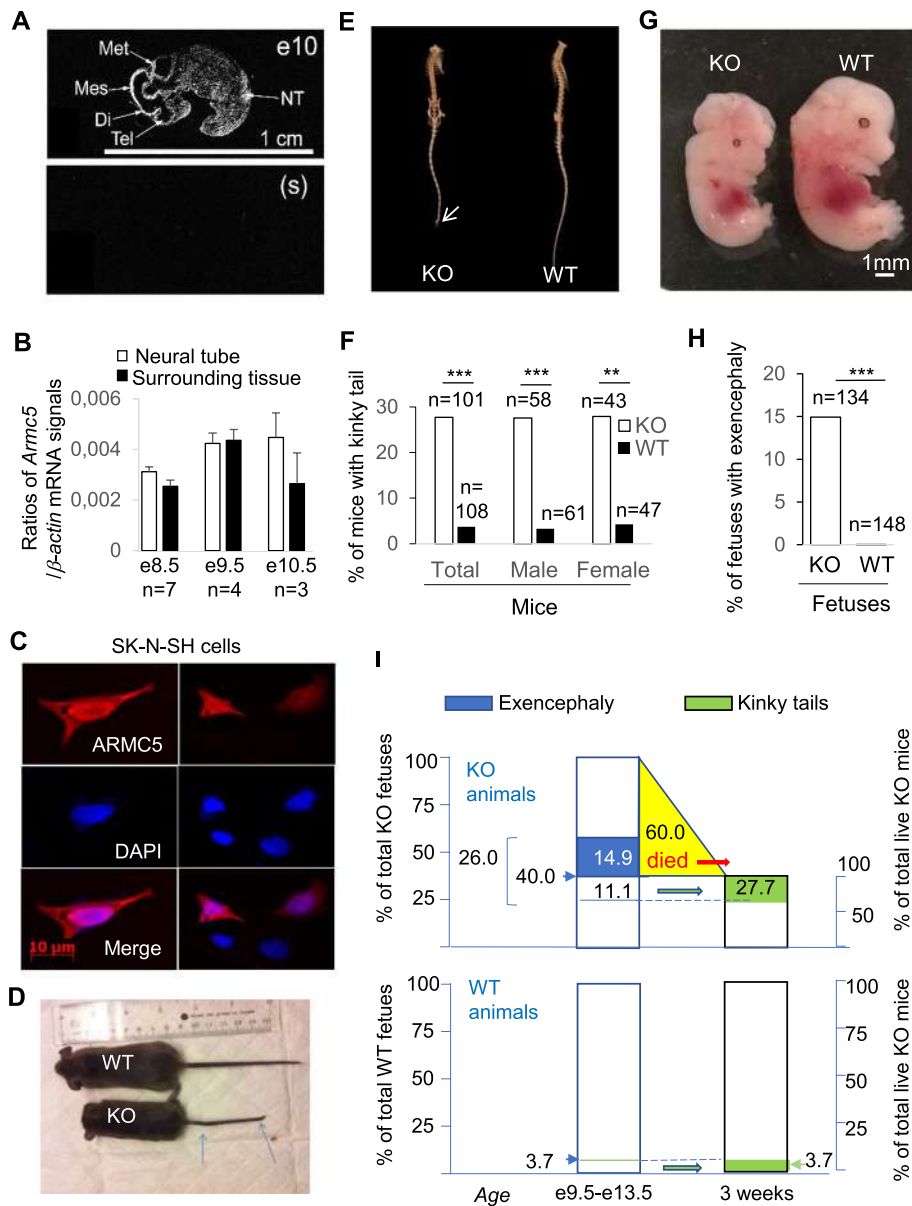 A
e10
Met
Mes
NT
Di
Tel
1 cm
(s)
B
Neural tube
Surrounding tissue
Ratios of Armc5
/β-actin mRNA signals
0,006
0,004
0,002
0
e8.5 e9.5 e10.5
n=7 n=4 n=3
C
SK-N-SH cells
ARMC5
DAPI
Merge
10 µm
D
WT
KO
E
KO WT
F
% of mice with kinky tail
*** *** **
n=101 n=58 n=43
KO
WT
30
20
10
0
n=
108
n=61
n=47
Total Male Female
Mice
G
KO
WT
1mm
H
% of fetuses with exencephaly
***
20
15
10
5
0
n=134
n=148
KO WT
Fetuses
I
Exencephaly
Kinky tails
% of total KO fetuses
100
75
50
25
KO
animals
26.0
40.0
14.9
11.1
60.0
died
27.7
100
50
0
% of total live KO mice
% of total WT fetues
100
75
50
25
0
WT
animals
3.7
3.7
100
75
50
25
0
% of total live KO mice
Age e9.5-e13.5 3 weeks